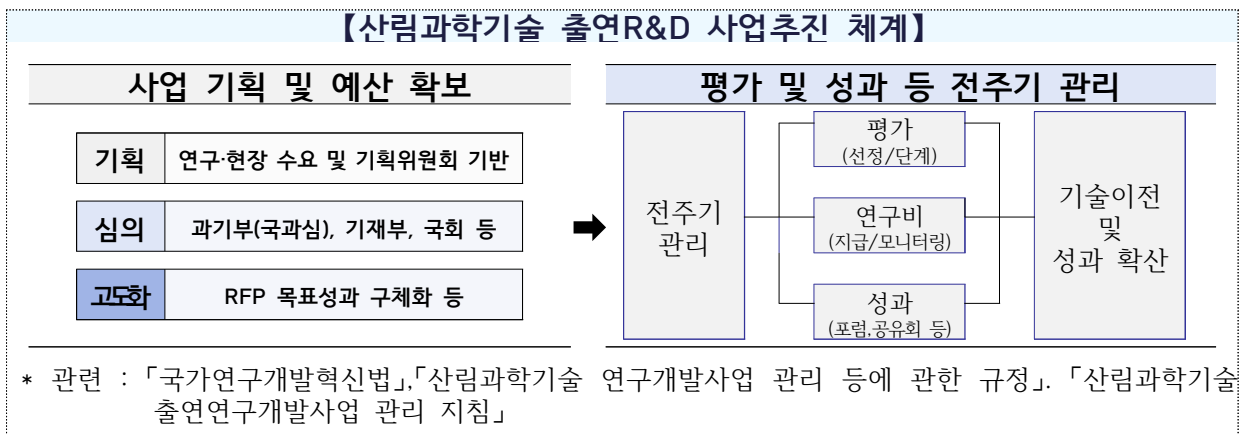 【산림과학기술 출연R&D 사업추진 체계】
사업 기획 및 예산 확보
기획 연구·현장 수요 및 기획위원회 기반
심의 과기부(국과심), 기재부, 국회 등
고도화 RFP 목표성과 구체화 등
➡
평가 및 성과 등 전주기 관리
전주기
관리
평가
(선정/단계)
연구비
(지급/모니터링)
성과
(포럼,공유회 등)
기술이전
및
성과 확산
* 관련 : 「국가연구개발혁신법」,「산림과학기술 연구개발사업 관리 등에 관한 규정」. 「산림과학기술
출연연구개발사업 관리 지침」